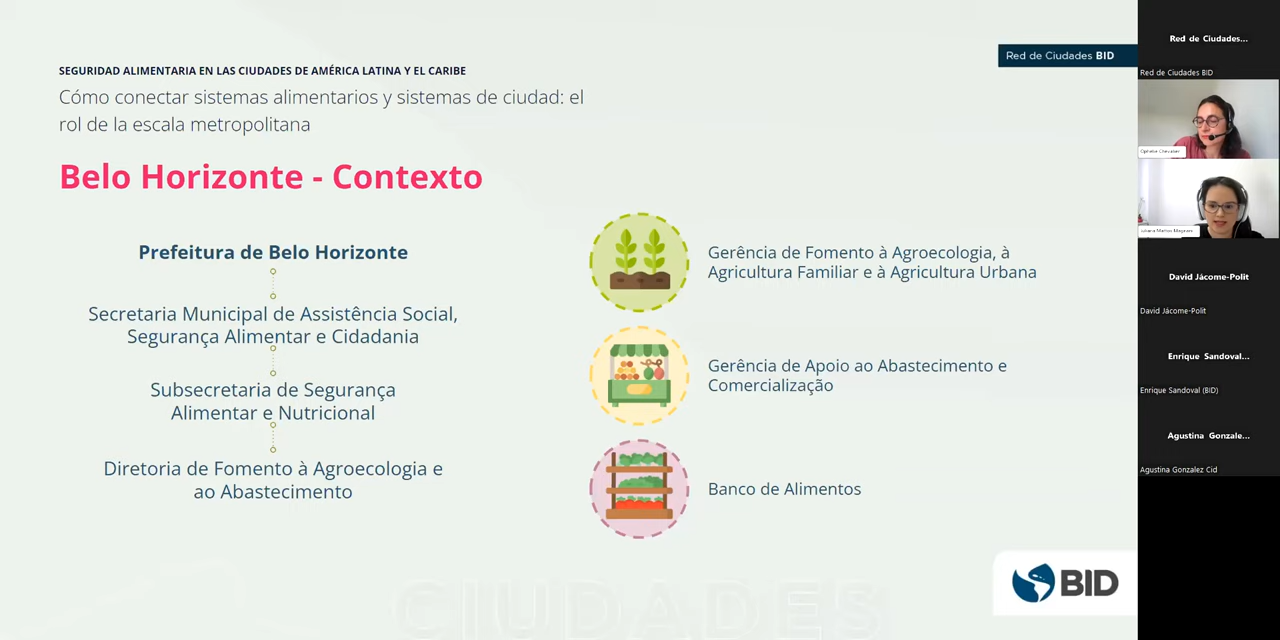 SEGURIDAD ALIMENTARIA EN LAS CIUDADES DE AMÉRICA LATINA Y EL CARIBE
Cómo conectar sistemas alimentarios y sistemas de ciudad: el
rol de la escala metropolitana
Red de Ciudades BID
Belo Horizonte - Contexto
Prefeitura de Belo Horizonte
Secretaria Municipal de Assistência Social,
Segurança Alimentar e Cidadania
Subsecretaria de Segurança
Alimentar e Nutricional
Diretoria de Fomento à Agroecologia e
ao Abastecimento
Gerência de Fomento à Agroecologia, à
Agricultura Familiar e à Agricultura Urbana
Gerência de Apoio ao Abastecimento e
Comercialização
Banco de Alimentos
BID
CIUDADES
Red de Ciudades...
Red de Ciudades BID
Ophelie Chevalier
David Jácome-Polit
David Jácome-Polit
Enrique Sandoval...
Enrique Sandoval (BID)
Agustina Gonzale...
Agustina Gonzalez Cid